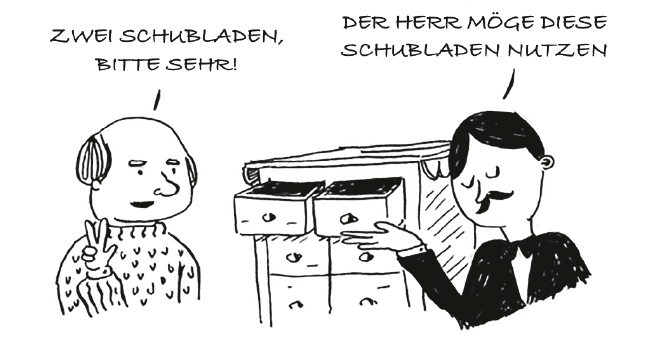 ZWEI SCHUBLADEN,
BITTE SEHR!
DER HERR MÖGE DIESE
SCHUBLADEN NUTZEN